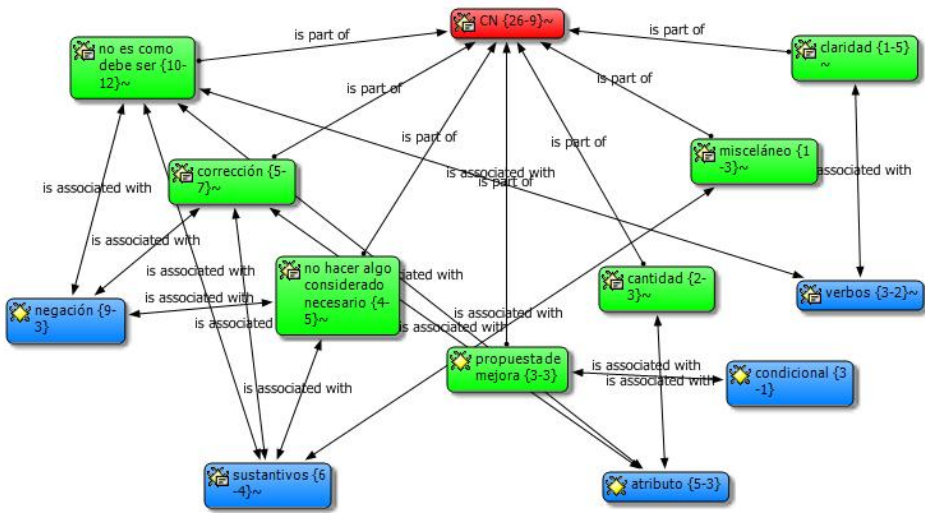 CN {26-9}~
no es como
debe ser {10-
12}~
is part of
is part of
claridad {1-5}
~
is part of
is part of
is part of
is part of
misceláneo {1
-3}~
corrección {5-
7}~
is associated with
is associated with
is part of
associated with
is associated with
no hacer algo
considerado
necesario {4-
5}~
is associated with
associated with
cantidad {2-
3}~
verbos {3-2}~
negación {9-
3}
is associated with
is associated
is associated with
is associated with
propuesta de
mejora {3-3}
is associated with
is associated with
condicional {3
-1}
is associated with
sustantivos {6
-4}~
atributo {5-3}